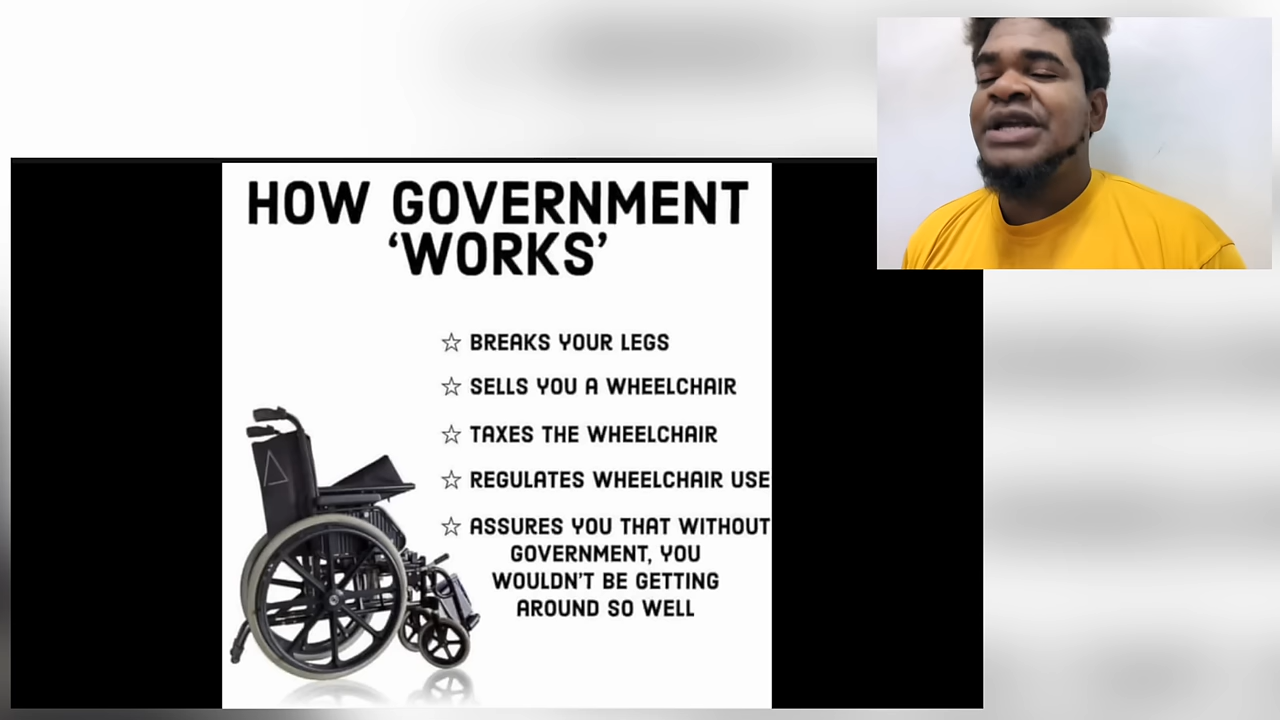 HOW GOVERNMENT
‘WORKS’
☆ BREAKS YOUR LEGS
☆ SELLS YOU A WHEELCHAIR
☆ TAXES THE WHEELCHAIR
☆ REGULATES WHEELCHAIR USE
☆ ASSURES YOU THAT WITHOUT
GOVERNMENT, YOU
WOULDN'T BE GETTING
AROUND SO WELL